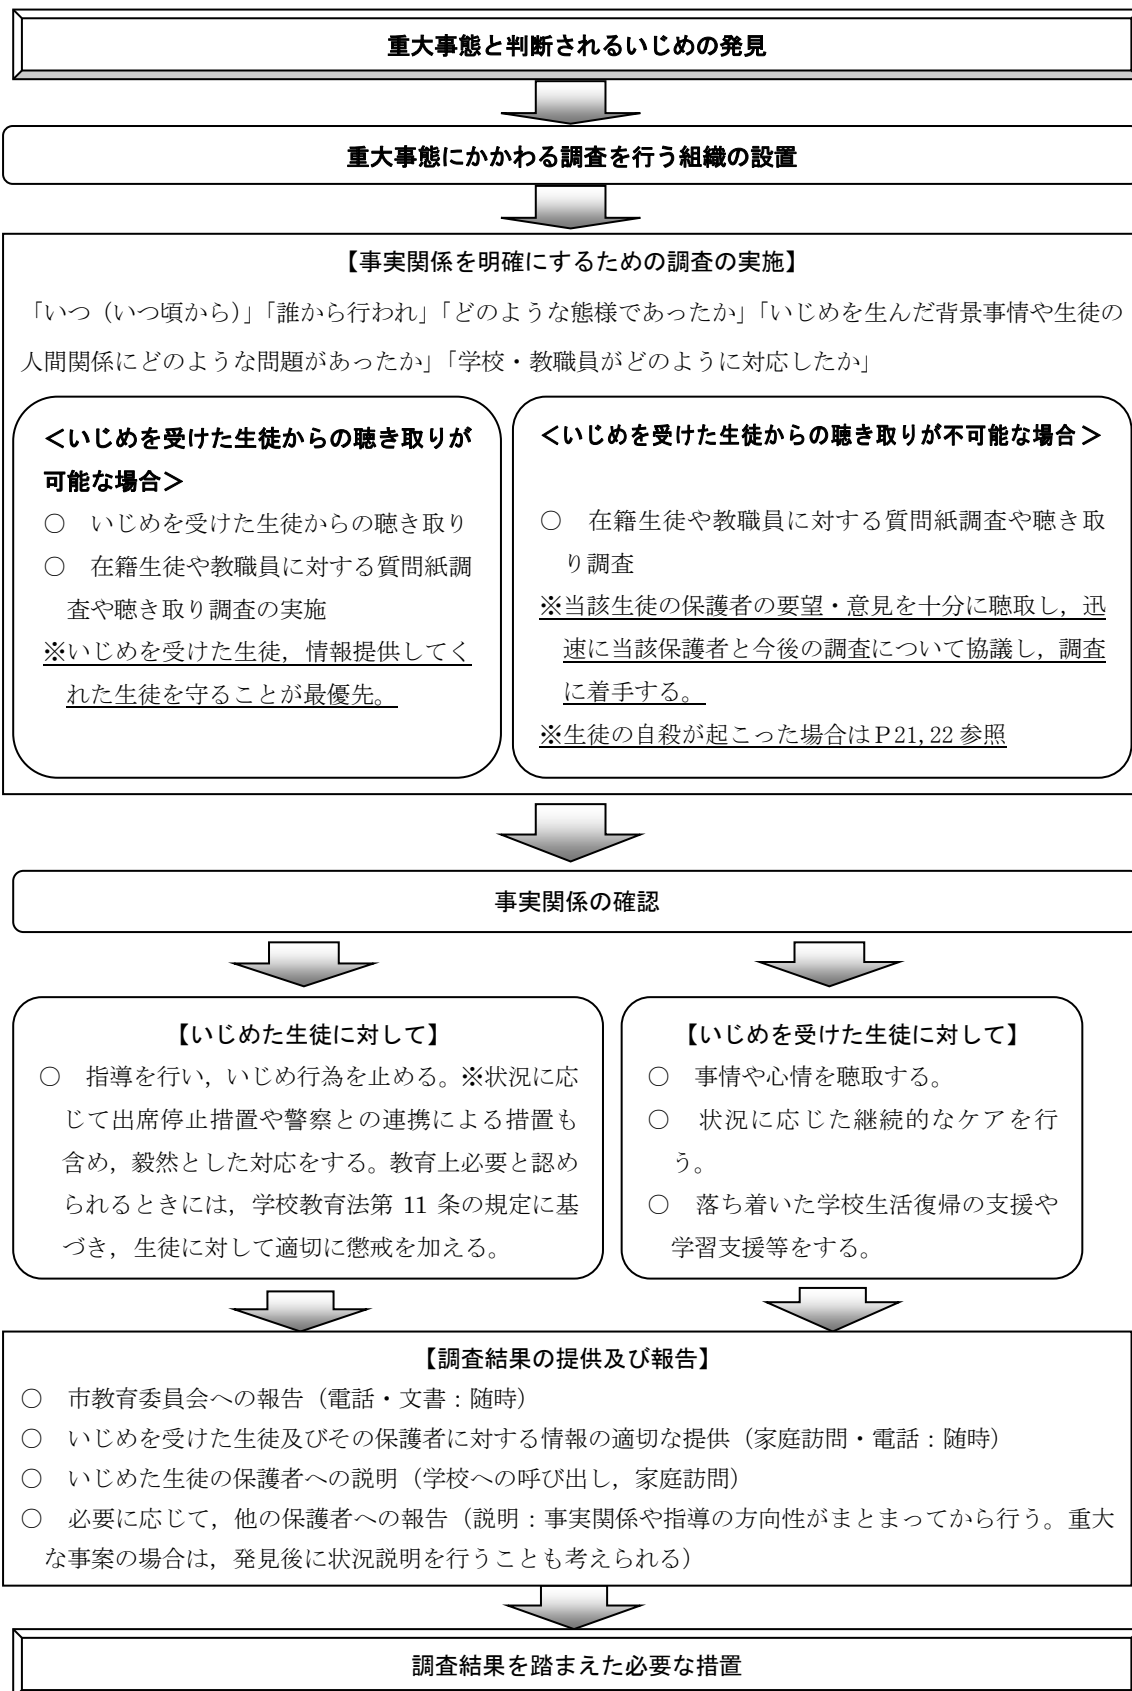 重大事態と判断されるいじめの発見
重大事態にかかわる調査を行う組織の設置
【事実関係を明確にするための調査の実施】
「いつ（いつ頃から）」「誰から行われ」「どのような態様であったか」「いじめを生んだ背景事情や生徒の
人間関係にどのような問題があったか」「学校・教職員がどのように対応したか」
＜いじめを受けた生徒からの聴き取りが
可能な場合＞
○　いじめを受けた生徒からの聴き取り
○　在籍生徒や教職員に対する質問紙調
査や聴き取り調査の実施
※いじめを受けた生徒，情報提供してく
れた生徒を守ることが最優先。
＜いじめを受けた生徒からの聴き取りが不可能な場合＞
○　在籍生徒や教職員に対する質問紙調査や聴き取
り調査
※当該生徒の保護者の要望・意見を十分に聴取し，迅
速に当該保護者と今後の調査について協議し，調査
に着手する。
※生徒の自殺が起こった場合はＰ21,22 参照
事実関係の確認
【いじめた生徒に対して】
○　指導を行い，いじめ行為を止める。※状況に応
じて出席停止措置や警察との連携による措置も
含め，毅然とした対応をする。教育上必要と認め
られるときには，学校教育法第 11 条の規定に基
づき，生徒に対して適切に懲戒を加える。
【いじめを受けた生徒に対して】
○　事情や心情を聴取する。
○　状況に応じた継続的なケアを行
う。
○　落ち着いた学校生活復帰の支援や
学習支援等をする。
【調査結果の提供及び報告】
○　市教育委員会への報告（電話・文書：随時）
○　いじめを受けた生徒及びその保護者に対する情報の適切な提供（家庭訪問・電話：随時）
○　いじめた生徒の保護者への説明（学校への呼び出し，家庭訪問）
○　必要に応じて，他の保護者への報告（説明：事実関係や指導の方向性がまとまってから行う。重大
な事案の場合は，発見後に状況説明を行うことも考えられる）
調査結果を踏まえた必要な措置